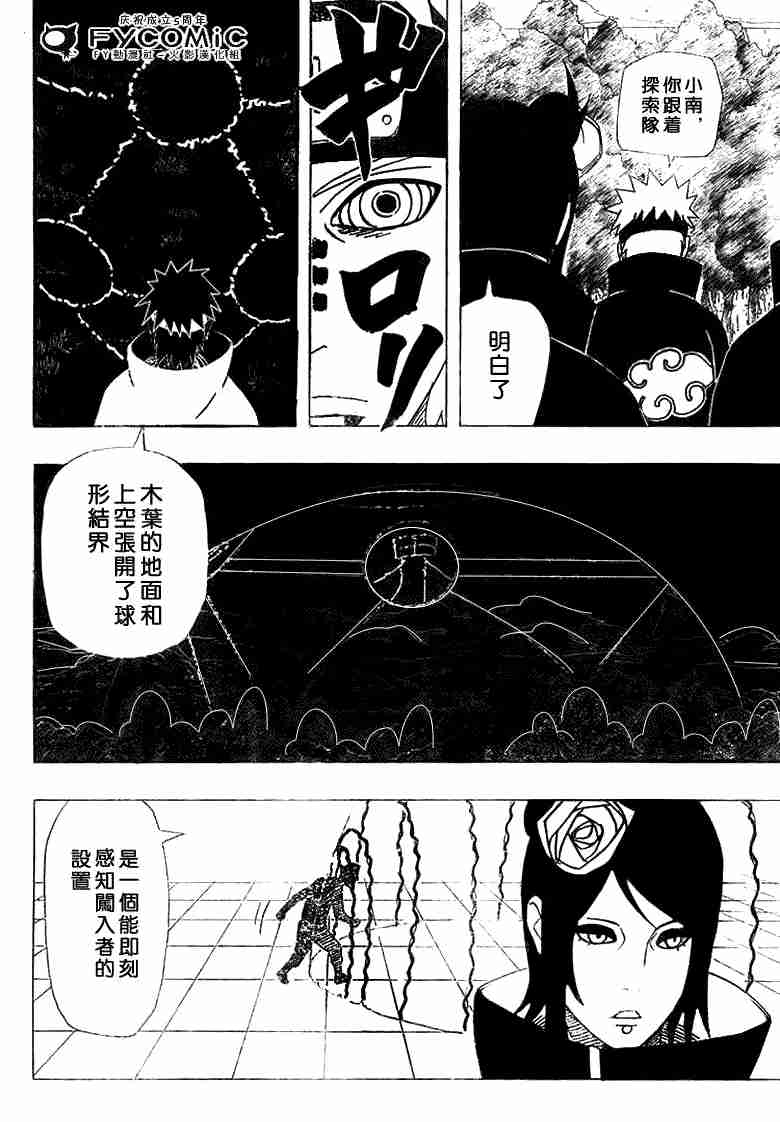 小南，
你跟着
探索隊
明白了
ギロリ
庆祝成立5周年
FYCOMiC
FY動漫社－火影漢化組
木葉的地面和
上空張開了球
形結界
界
是一個能即刻
感知闖入者的
設置